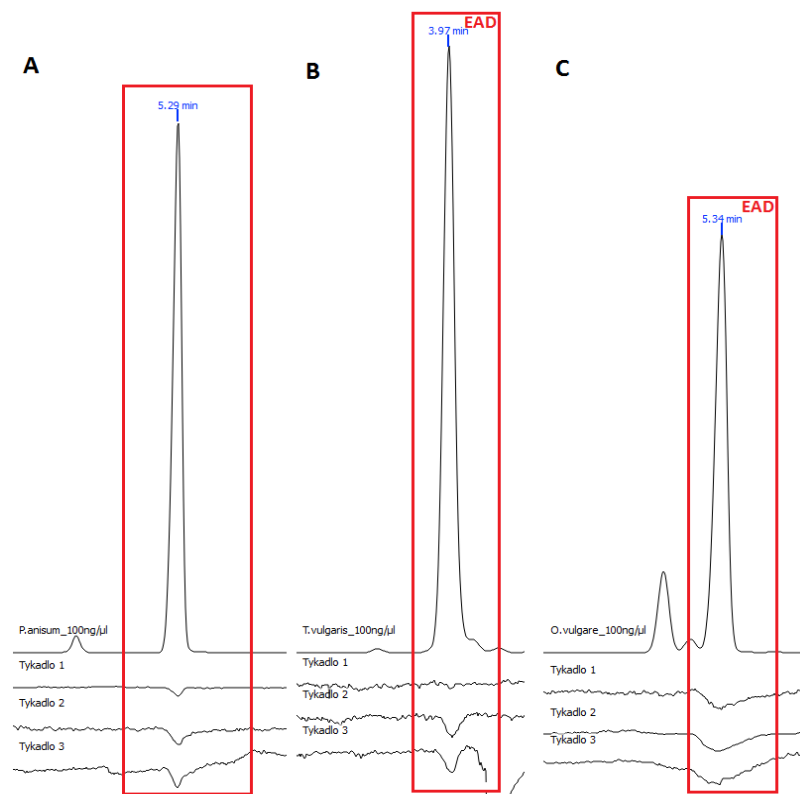 A
5.29 min
P.anisum_100ng/µl
Tykadlo 1
Tykadlo 2
Tykadlo 3
B
EAD
3.97 min
T.vulgaris_100ng/µl
Tykadlo 1
Tykadlo 2
Tykadlo 3
C
EAD
5.34 min
O.vulgare_100ng/µl
Tykadlo 1
Tykadlo 2
Tykadlo 3